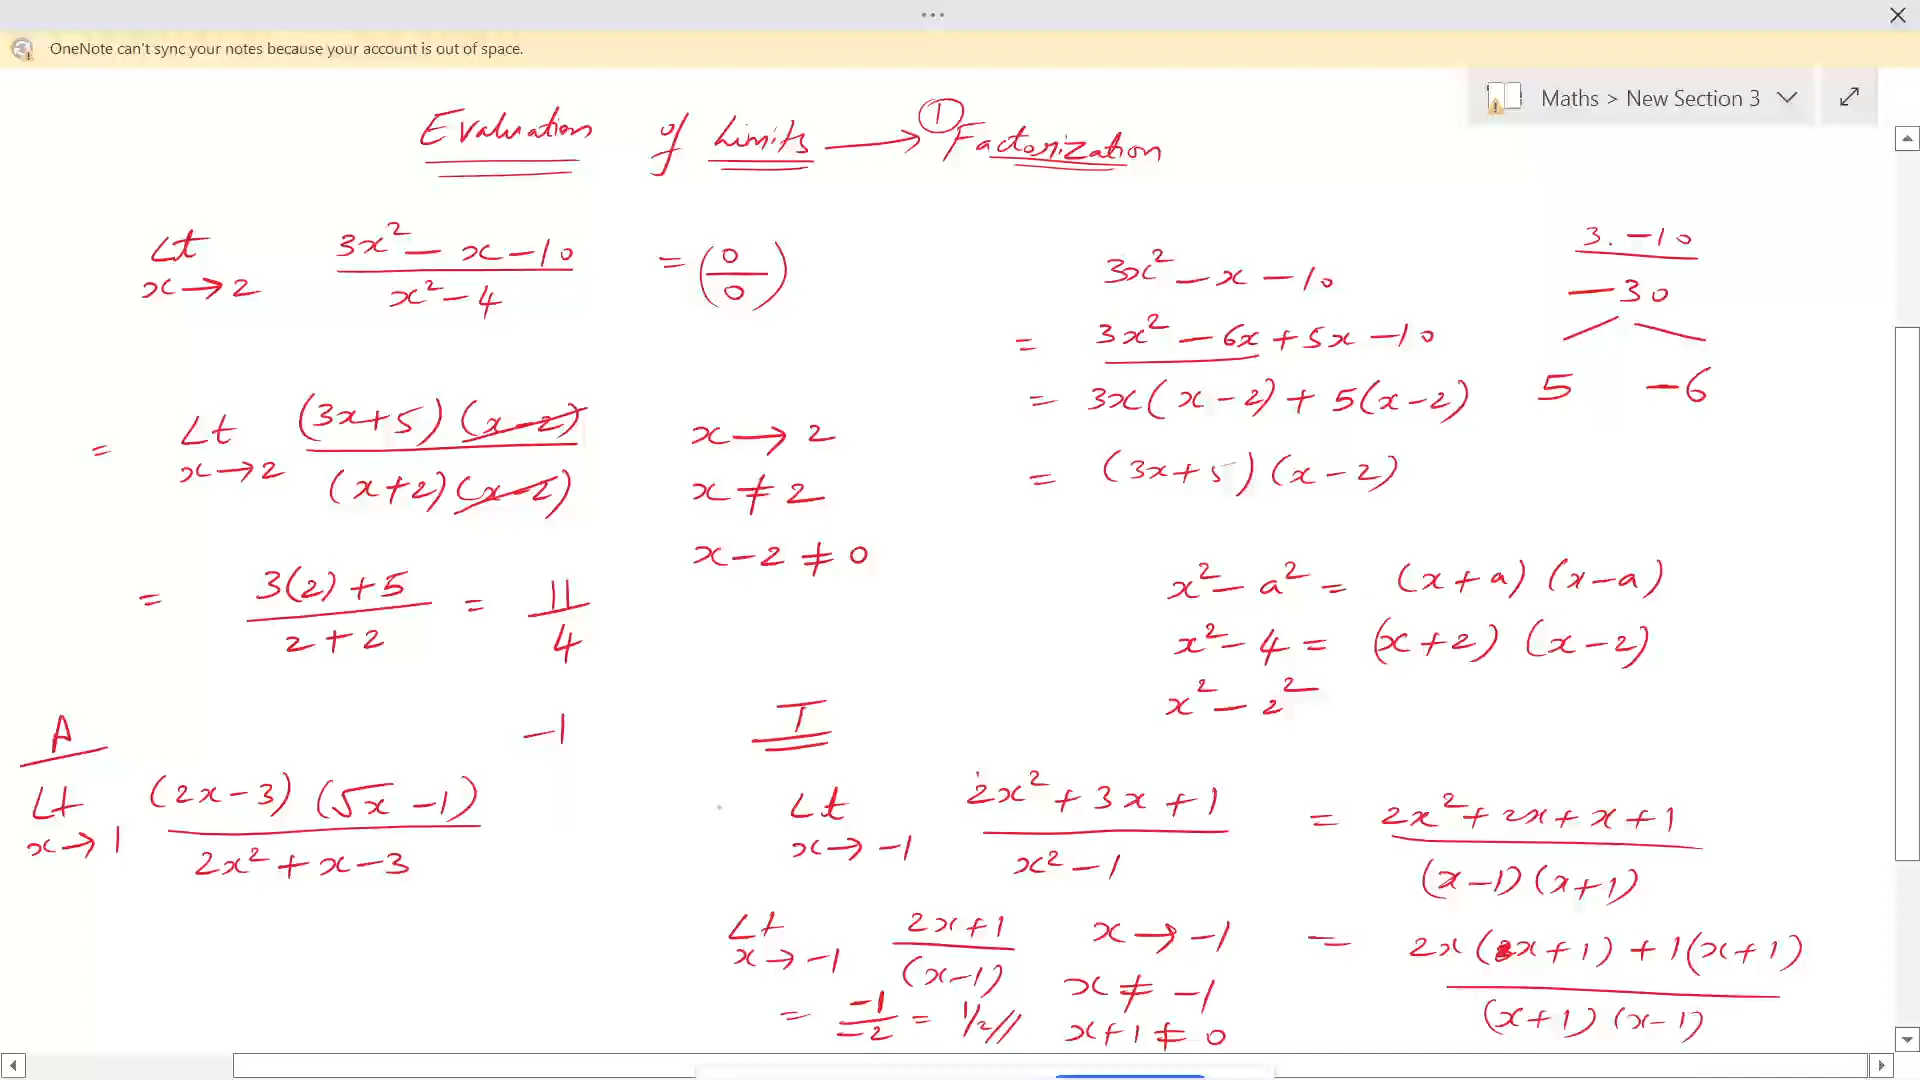 OneNote can't sync your notes because your account is out of space.
Maths > New Section 3
Evaluation of Limits → ① Factorization
Lt x→2 (3x² - x - 10)/(x² - 4) = (0/0)
= Lt x→2 (3x+5)(x-2)/(x+2)(x-2)
x → 2
x ≠ 2
x - 2 ≠ 0
= (3(2)+5)/(2+2) = 11/4
3x² - x - 10
= 3x² - 6x + 5x - 10
= 3x(x-2) + 5(x-2)
= (3x+5)(x-2)
3. -10
-30
5 -6
x² - a² = (x+a)(x-a)
x² - 4 = (x+2)(x-2)
x² - 2²
A
-1
Lt x→1 (2x-3)(√x -1)/(2x² + x - 3)
I
Lt x→-1 (2x² + 3x + 1)/(x² - 1) = (2x² + 2x + x + 1)/((x-1)(x+1))
= (2x(x+1) + 1(x+1))/((x+1)(x-1))
Lt x→-1 (2x+1)/(x-1)
x → -1
x ≠ -1
x+1 ≠ 0
= -1/-2 = 1/2 //